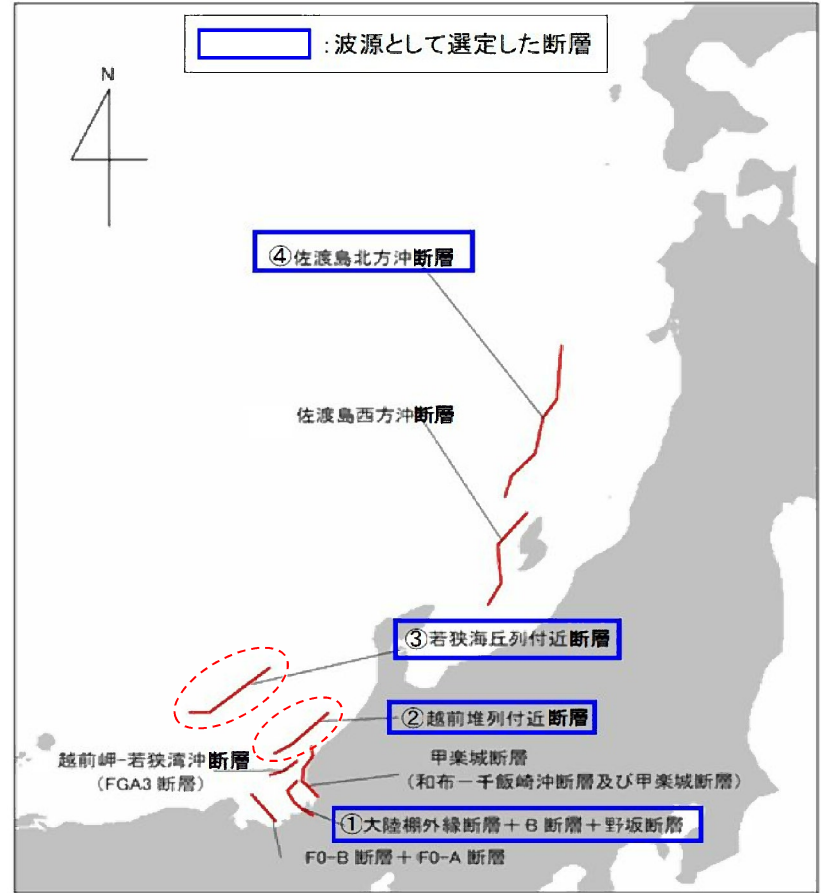 ：波源として選定した断層
N
④佐渡島北方沖断層
佐渡島西方沖断層
③若狭海丘列付近断層
②越前堆列付近断層
越前岬−若狭湾沖断層
（FGA3 断層）
甲楽城断層
（和布−干飯崎沖断層及び甲楽城断層）
①大陸棚外縁断層＋B 断層＋野坂断層
FO-B 断層＋FO-A 断層